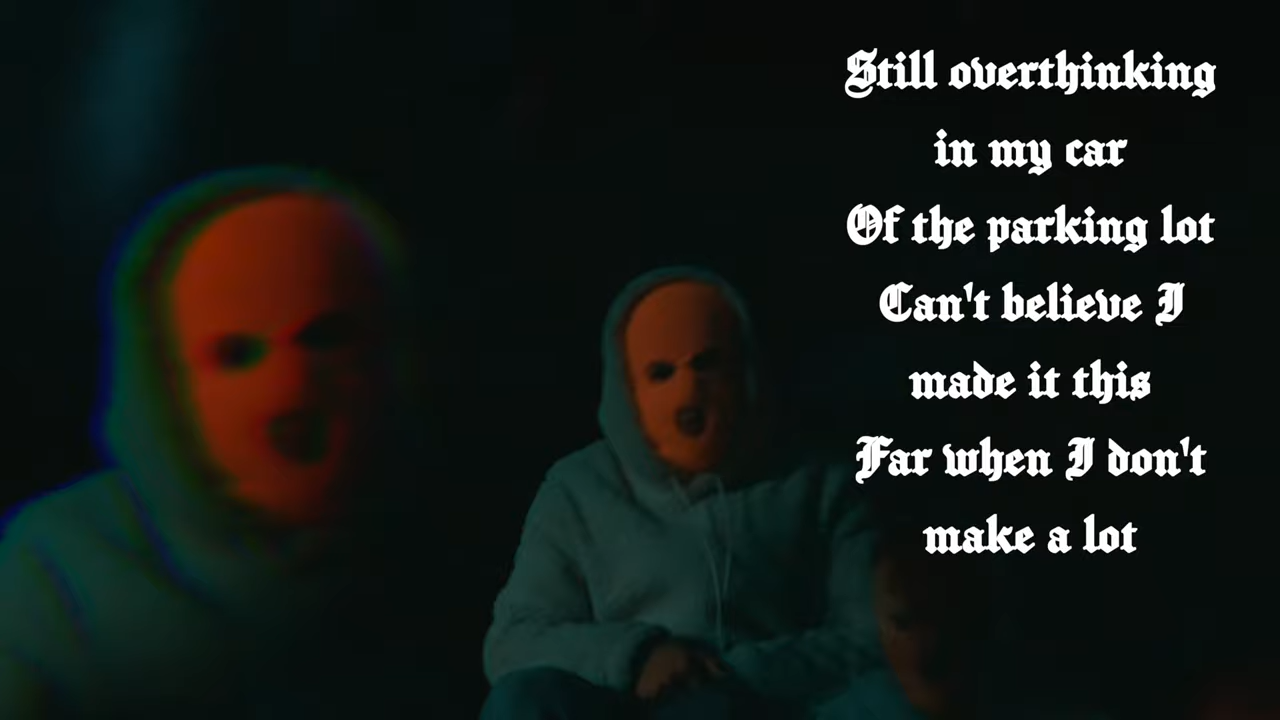 Still overthinking
in my car
Of the parking lot
Can't believe I
made it this
Far when I don't
make a lot